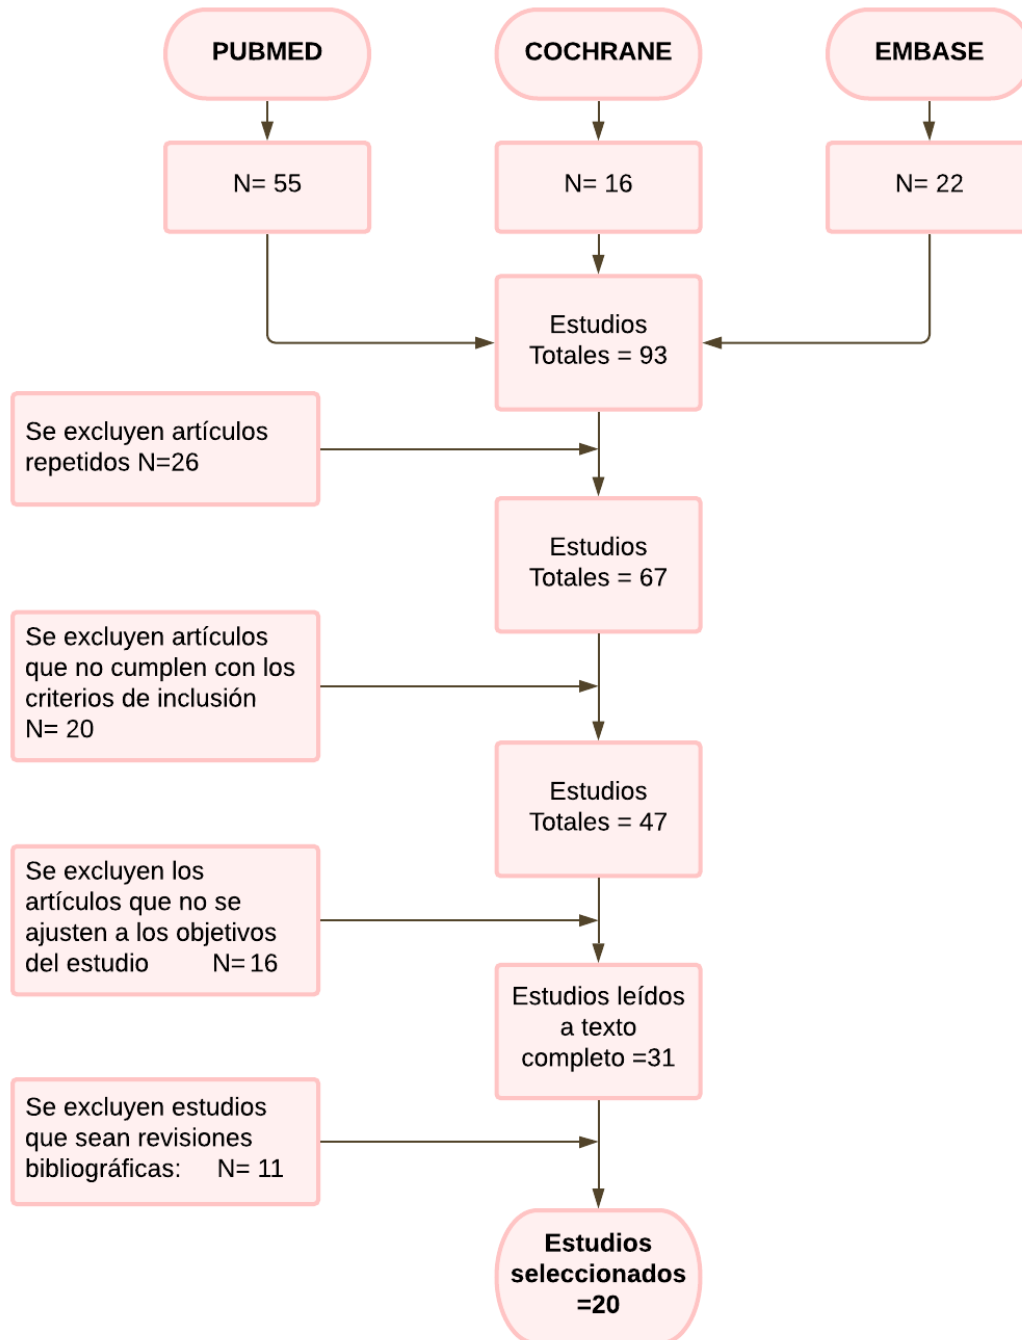 PUBMED
COCHRANE
EMBASE
N= 55
N= 16
N= 22
Estudios
Totales = 93
Se excluyen artículos
repetidos N=26
Estudios
Totales = 67
Se excluyen artículos
que no cumplen con los
criterios de inclusión
N= 20
Estudios
Totales = 47
Se excluyen los
artículos que no se
ajusten a los objetivos
del estudio N= 16
Estudios leídos
a texto
completo =31
Se excluyen estudios
que sean revisiones
bibliográficas: N= 11
Estudios
seleccionados
=20